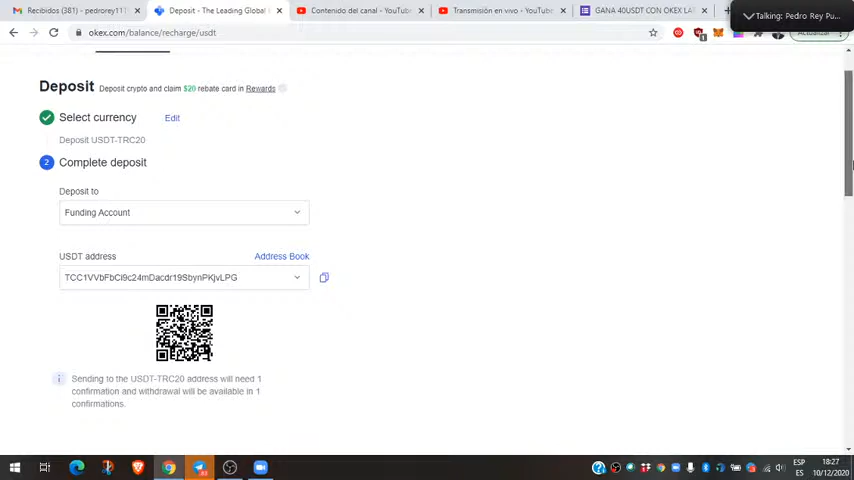 Recibidos (381) - pedrorey117
Deposit - The Leading Global
Contenido del canal - YouTube
Transmisión en vivo - YouTube
GANA 40USDT CON OKEX LAT
Talking: Pedro Rey Pu...
okex.com/balance/recharge/usdt
Actualizar
Deposit Deposit crypto and claim $20 rebate card in Rewards
Select currency Edit
Deposit USDT-TRC20
2 Complete deposit
Deposit to
Funding Account
USDT address Address Book
TCC1VVbFbCi9c24mDacdr19SbynPKjvLPG
Sending to the USDT-TRC20 address will need 1
confirmation and withdrawal will be available in 1
confirmations.
ESP 18:27
ES 10/12/2020